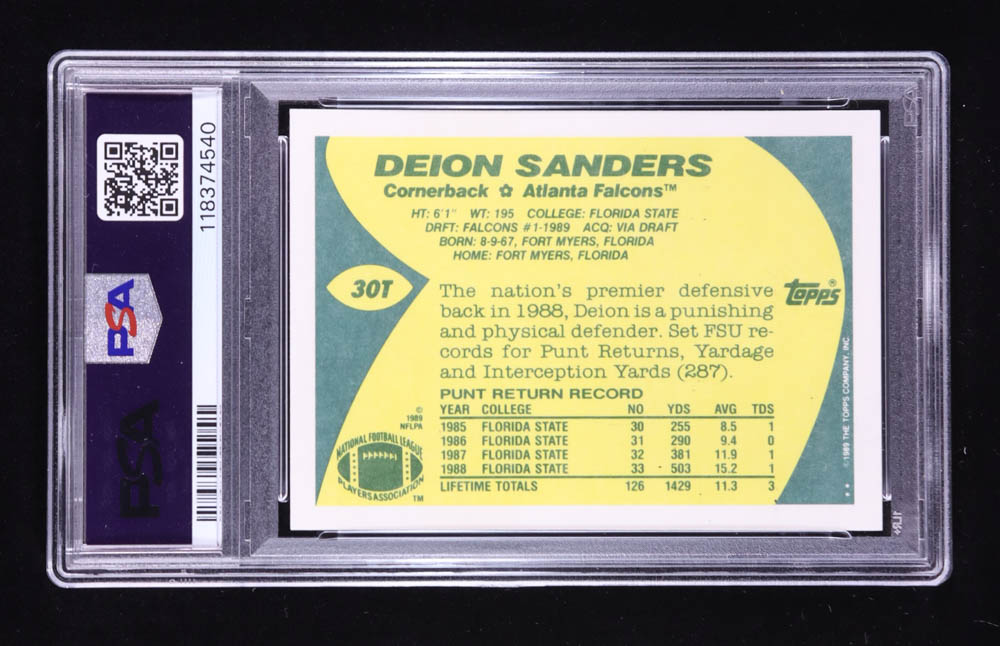 118374540
PSA
PSA
DEION SANDERS
Cornerback ✩ Atlanta Falcons™
HT: 6'1" WT: 195 COLLEGE: FLORIDA STATE
DRFT: FALCONS #1-1989 ACQ: VIA DRAFT
BORN: 8-9-67, FORT MYERS, FLORIDA
HOME: FORT MYERS, FLORIDA
30T
The nation's premier defensive
back in 1988, Deion is a punishing
and physical defender. Set FSU re-
cords for Punt Returns, Yardage
and Interception Yards (287).
TOPPS®
PUNT RETURN RECORD
YEAR COLLEGE NO YDS AVG TDS
1985 FLORIDA STATE 30 255 8.5 1
1986 FLORIDA STATE 31 290 9.4 0
1987 FLORIDA STATE 32 381 11.9 1
1988 FLORIDA STATE 33 503 15.2 1
LIFETIME TOTALS 126 1429 11.3 3
©
1989
NFLPA
NATIONAL FOOTBALL LEAGUE
PLAYERS ASSOCIATION
TM
©1989 THE TOPPS COMPANY, INC.
**